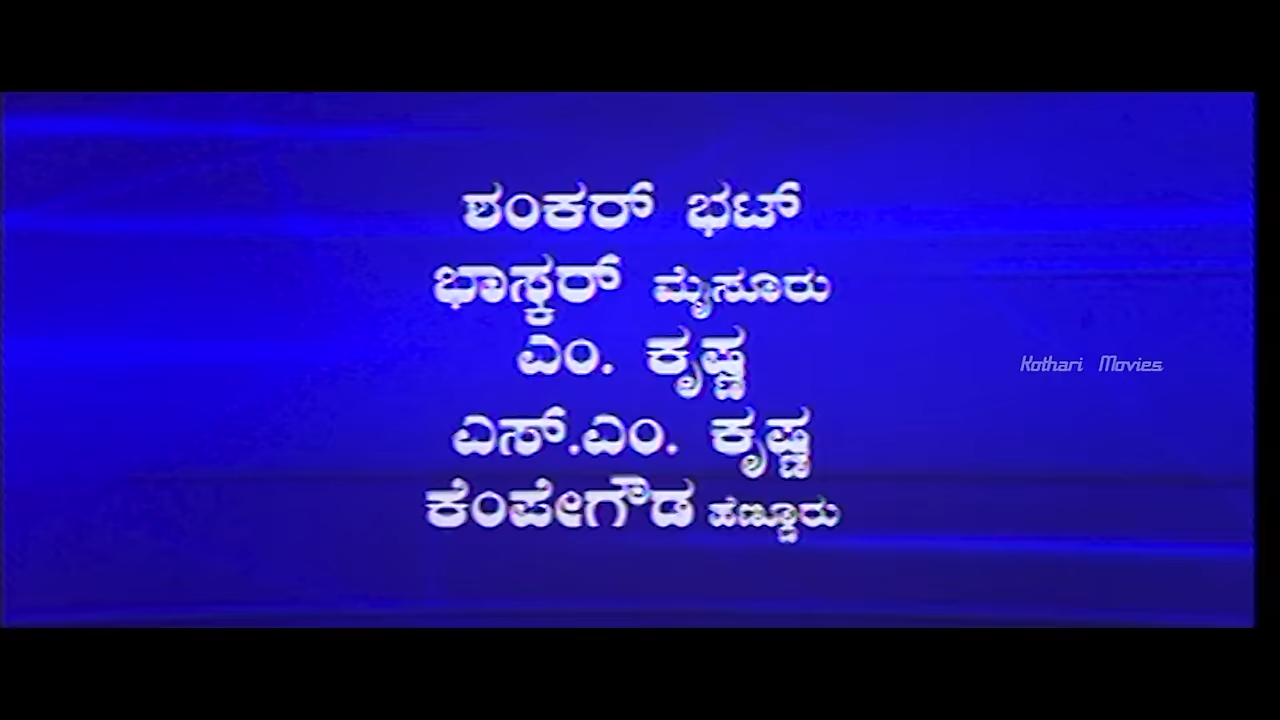 ಶಂಕರ್ ಭಟ್
ಭಾಸ್ಕರ್ ಮೈಸೂರು
ಎಂ. ಕೃಷ್ಣ
Kothari Movies
ಎಸ್.ಎಂ. ಕೃಷ್ಣ
ಕೆಂಪೇಗೌಡ